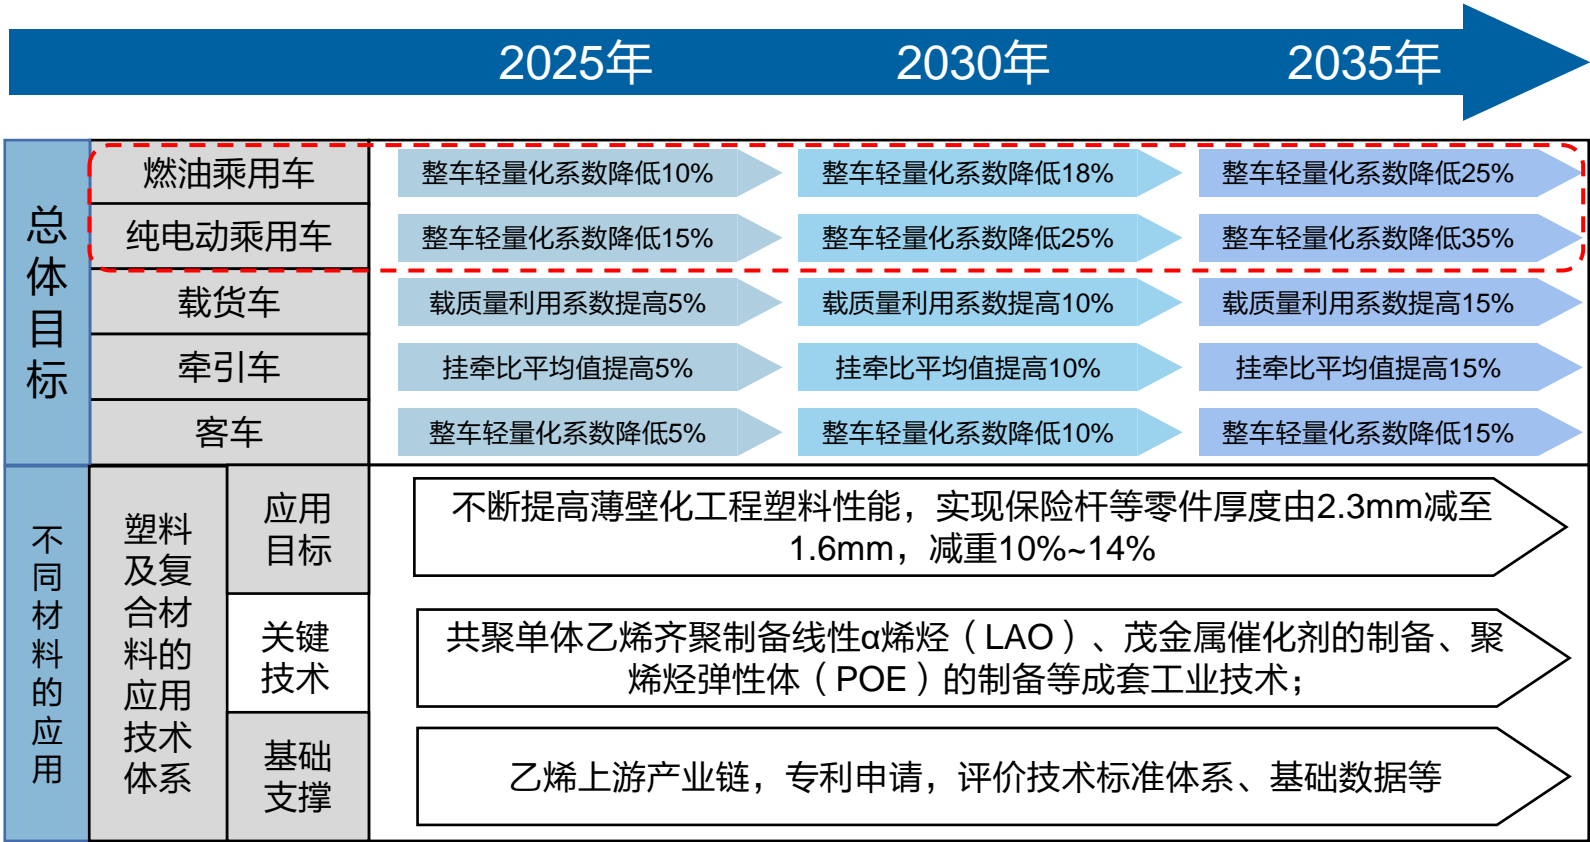 2025年 2030年 2035年
总体目标
燃油乘用车 整车轻量化系数降低10% 整车轻量化系数降低18% 整车轻量化系数降低25%
纯电动乘用车 整车轻量化系数降低15% 整车轻量化系数降低25% 整车轻量化系数降低35%
载货车 载质量利用系数提高5% 载质量利用系数提高10% 载质量利用系数提高15%
牵引车 挂牵比平均值提高5% 挂牵比平均值提高10% 挂牵比平均值提高15%
客车 整车轻量化系数降低5% 整车轻量化系数降低10% 整车轻量化系数降低15%
不同材料的应用
塑料
及复
合材
料的
应用
技术
体系
应用
目标
不断提高薄壁化工程塑料性能，实现保险杆等零件厚度由2.3mm减至
1.6mm，减重10%~14%
关键
技术
共聚单体乙烯齐聚制备线性α烯烃（LAO）、茂金属催化剂的制备、聚
烯烃弹性体（POE）的制备等成套工业技术；
基础
支撑
乙烯上游产业链，专利申请，评价技术标准体系、基础数据等